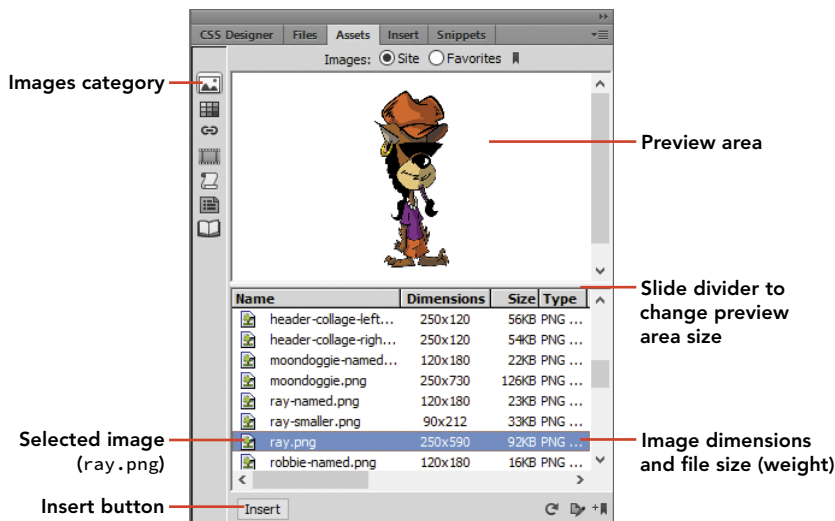 CSS Designer Files Assets Insert Snippets
Images: Site Favorites
Images category
Preview area
Slide divider to
change preview
area size
Name Dimensions Size Type
header-collage-left... 250x120 56KB PNG ...
header-collage-righ... 250x120 54KB PNG ...
moondoggie-named... 120x180 22KB PNG ...
moondoggie.png 250x730 126KB PNG ...
ray-named.png 120x180 23KB PNG ...
ray-smaller.png 90x212 33KB PNG ...
ray.png 250x590 92KB PNG ...
robbie-named.png 120x180 16KB PNG ...
Selected image
(ray.png)
Image dimensions
and file size (weight)
Insert button
Insert